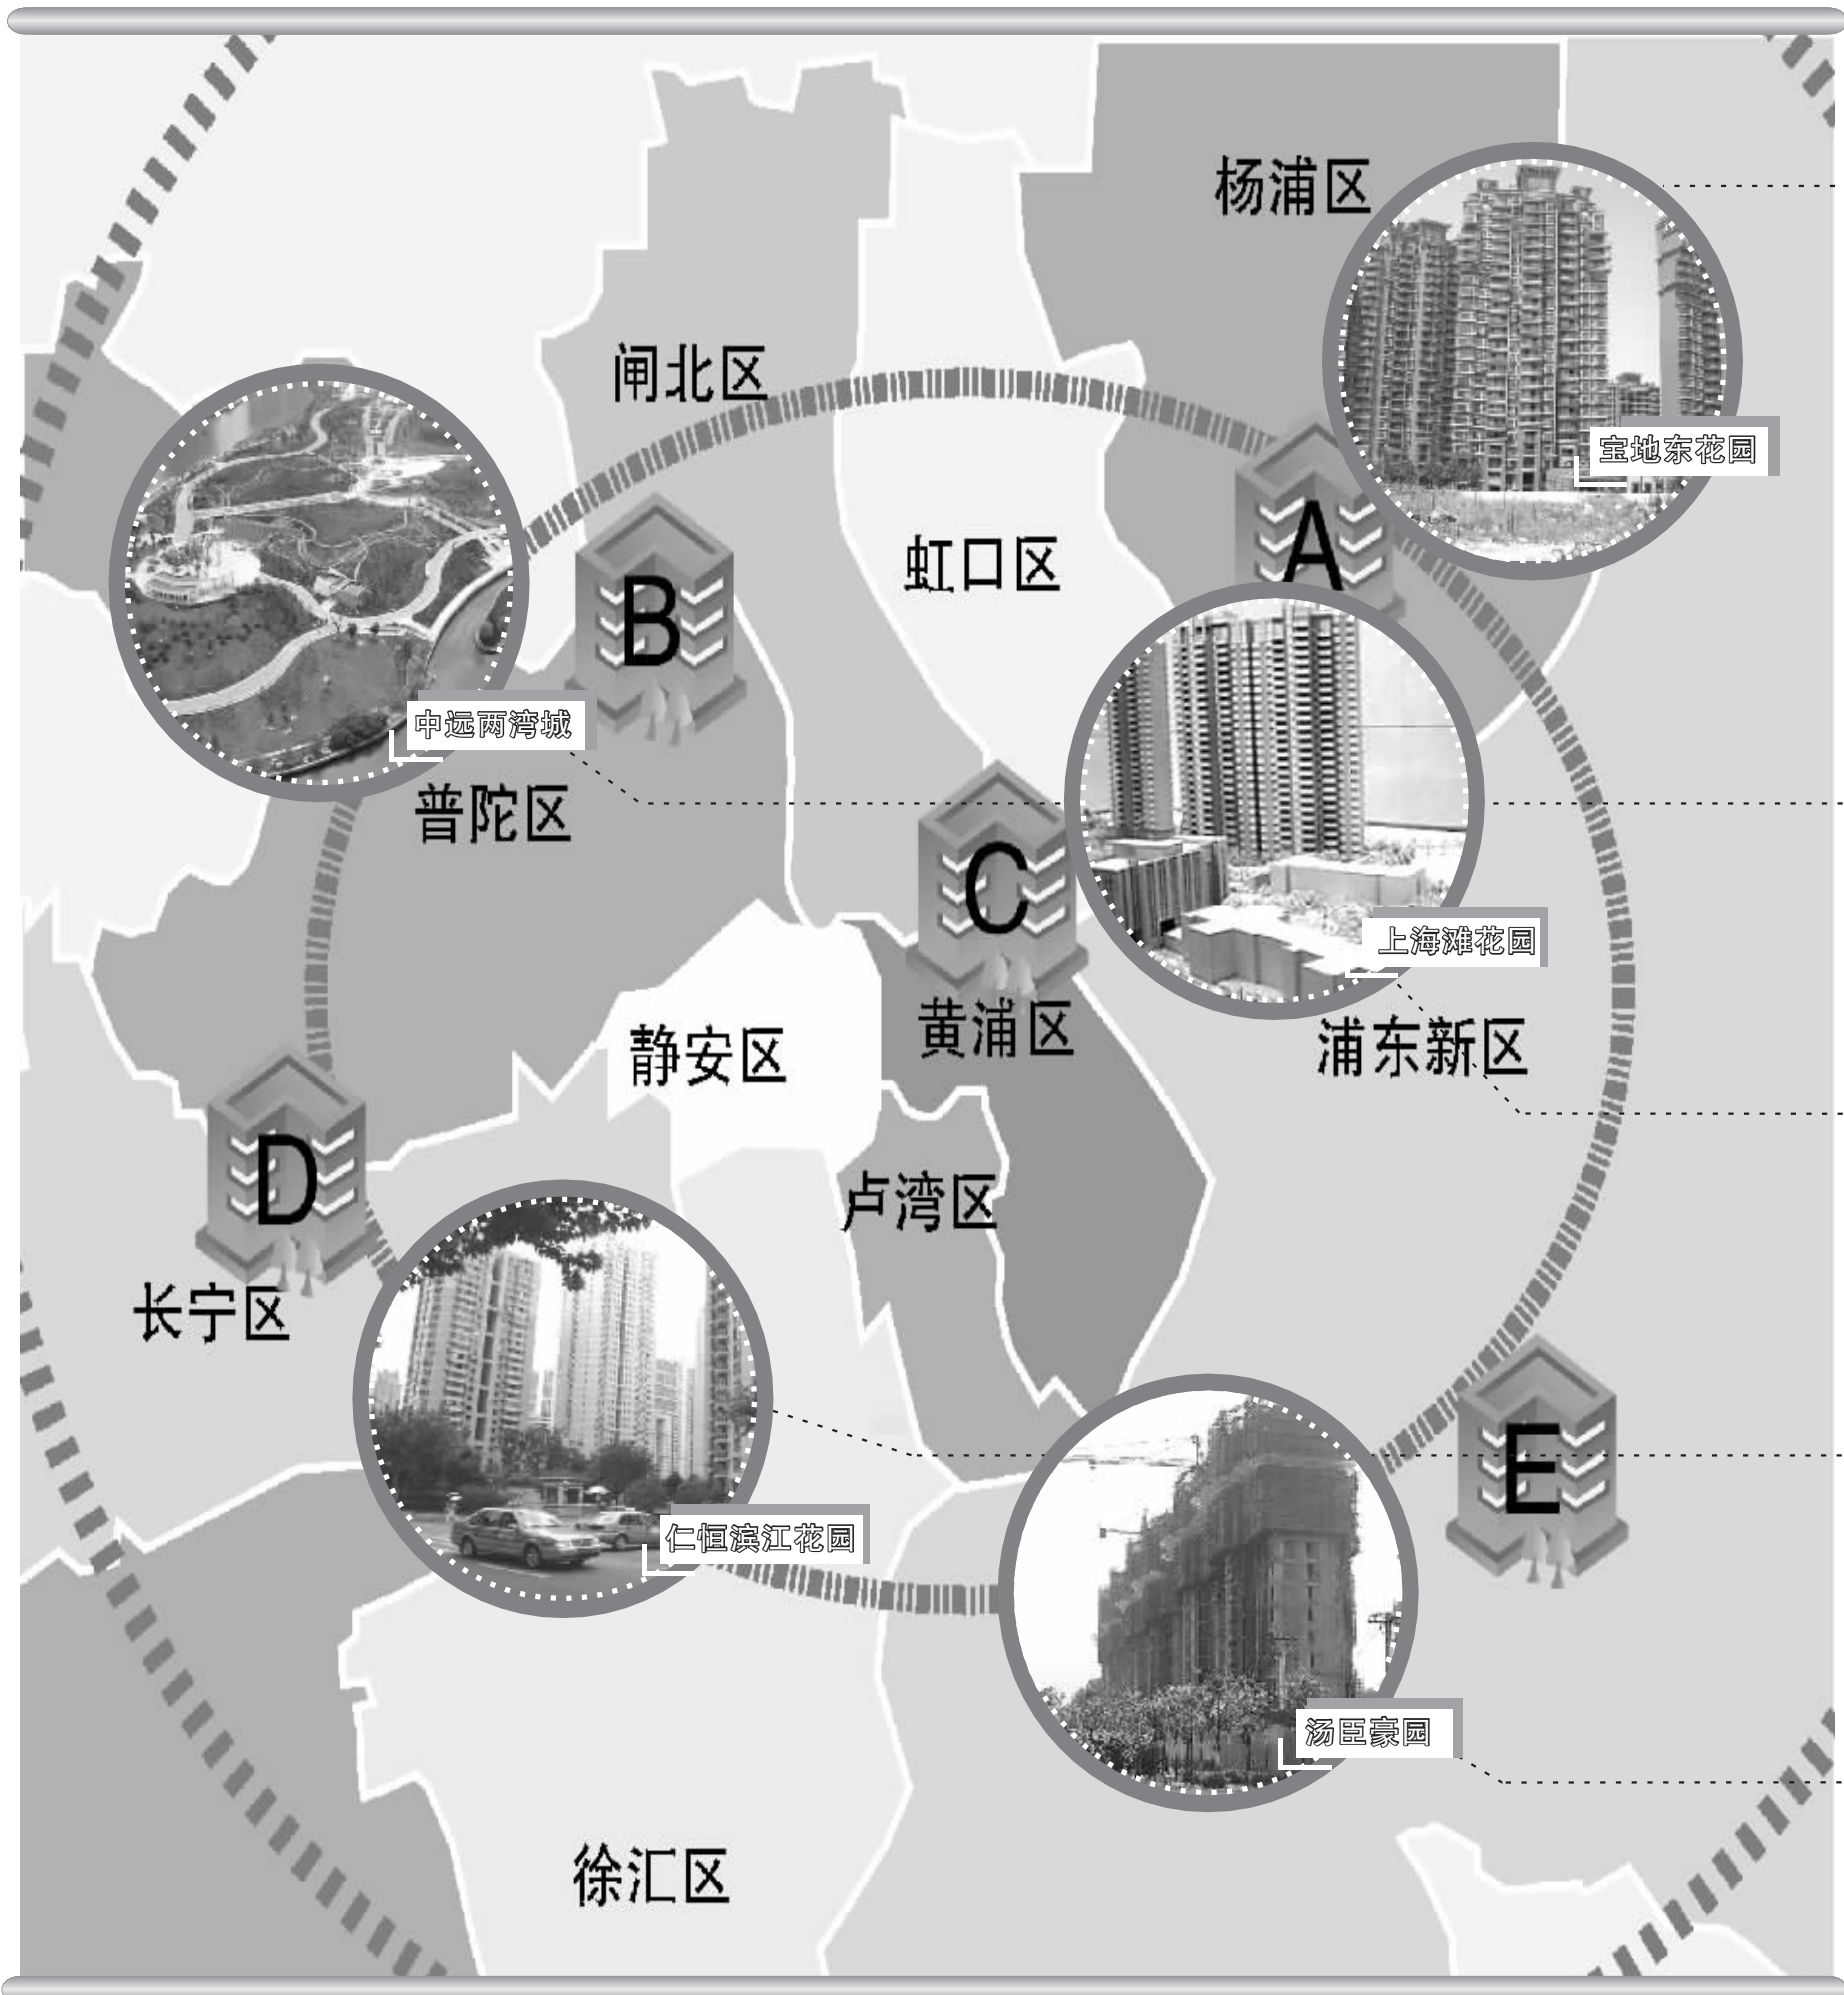 杨浦区
闸北区
宝地东花园
A
虹口区
B
中远两湾城
普陀区
C
上海滩花园
黄浦区
静安区
浦东新区
D
卢湾区
长宁区
E
仁恒滨江花园
汤臣豪园
徐汇区